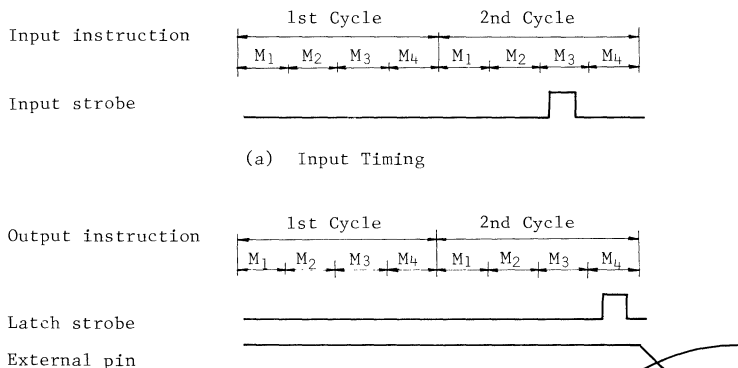 1st Cycle 2nd Cycle
Input instruction
M1 M2 M3 M4 M1 M2 M3 M4
Input strobe
(a) Input Timing
1st Cycle 2nd Cycle
Output instruction
M1 M2 M3 M4 M1 M2 M3 M4
Latch strobe
External pin